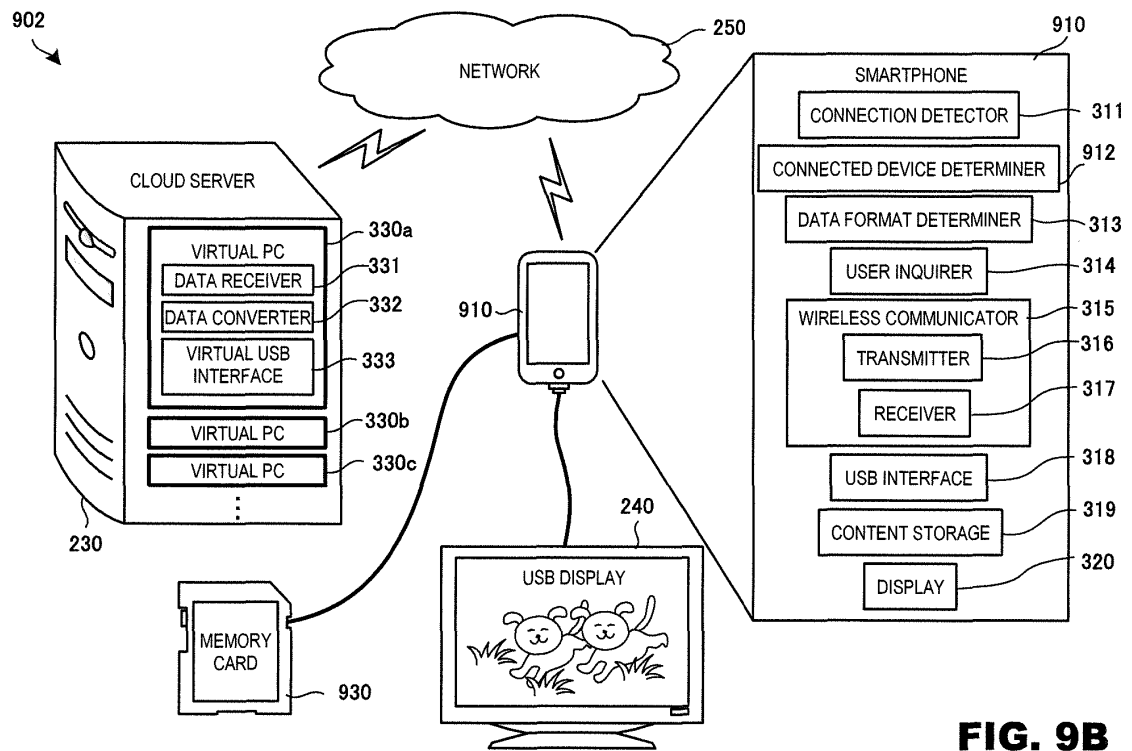 902
250
NETWORK
910
SMARTPHONE
CONNECTION DETECTOR
311
CONNECTED DEVICE DETERMINER
912
DATA FORMAT DETERMINER
313
USER INQUIRER
314
WIRELESS COMMUNICATOR
315
TRANSMITTER
316
RECEIVER
317
USB INTERFACE
318
CONTENT STORAGE
319
DISPLAY
320
CLOUD SERVER
VIRTUAL PC
330a
DATA RECEIVER
331
DATA CONVERTER
332
VIRTUAL USB
INTERFACE
333
VIRTUAL PC
330b
VIRTUAL PC
330c
230
910
240
USB DISPLAY
MEMORY
CARD
930
FIG. 9B